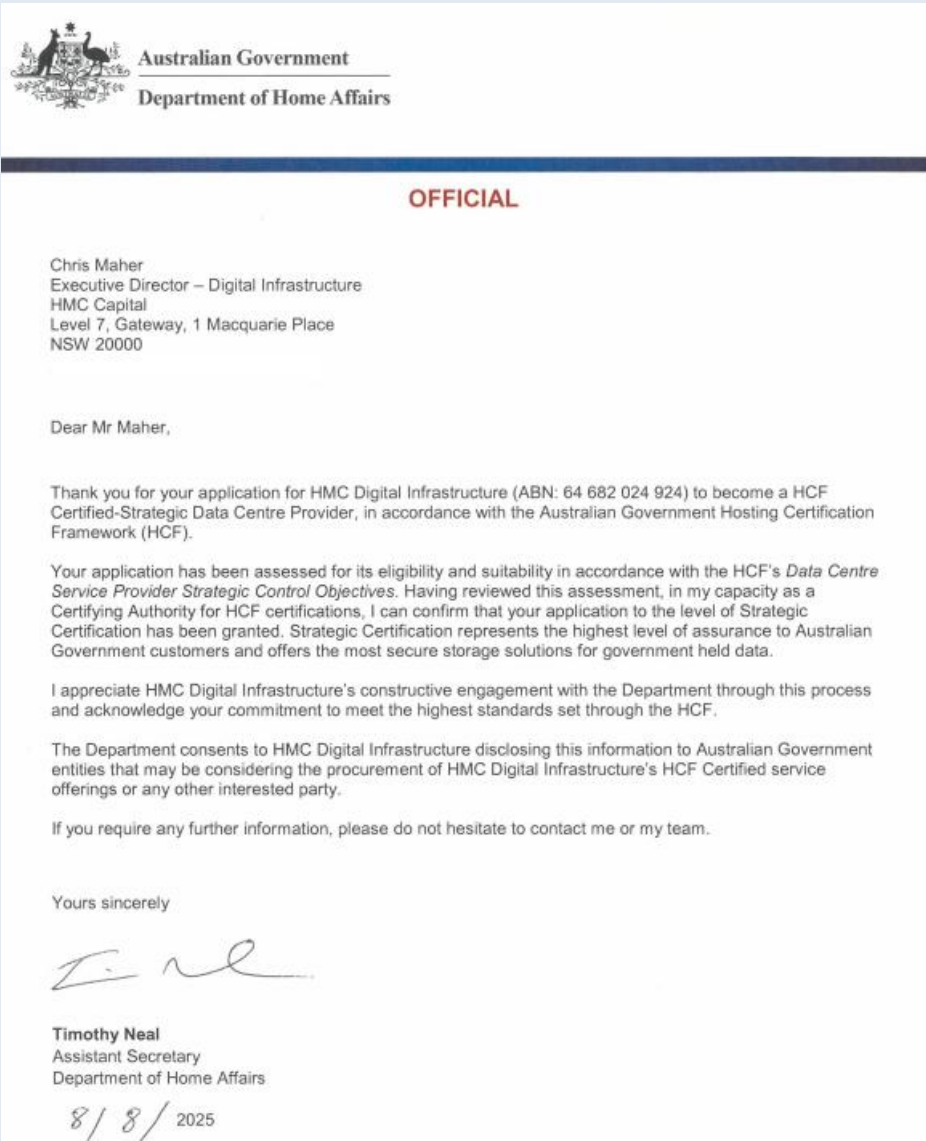 Australian Government
Department of Home Affairs
OFFICIAL
Chris Maher
Executive Director – Digital Infrastructure
HMC Capital
Level 7, Gateway, 1 Macquarie Place
NSW 20000
Dear Mr Maher,
Thank you for your application for HMC Digital Infrastructure (ABN: 64 682 024 924) to become a HCF
Certified-Strategic Data Centre Provider, in accordance with the Australian Government Hosting Certification
Framework (HCF).
Your application has been assessed for its eligibility and suitability in accordance with the HCF's Data Centre
Service Provider Strategic Control Objectives. Having reviewed this assessment, in my capacity as a
Certifying Authority for HCF certifications, I can confirm that your application to the level of Strategic
Certification has been granted. Strategic Certification represents the highest level of assurance to Australian
Government customers and offers the most secure storage solutions for government held data.
I appreciate HMC Digital Infrastructure's constructive engagement with the Department through this process
and acknowledge your commitment to meet the highest standards set through the HCF.
The Department consents to HMC Digital Infrastructure disclosing this information to Australian Government
entities that may be considering the procurement of HMC Digital Infrastructure's HCF Certified service
offerings or any other interested party.
If you require any further information, please do not hesitate to contact me or my team.
Yours sincerely
Timothy Neal
Assistant Secretary
Department of Home Affairs
8/ 8/ 2025